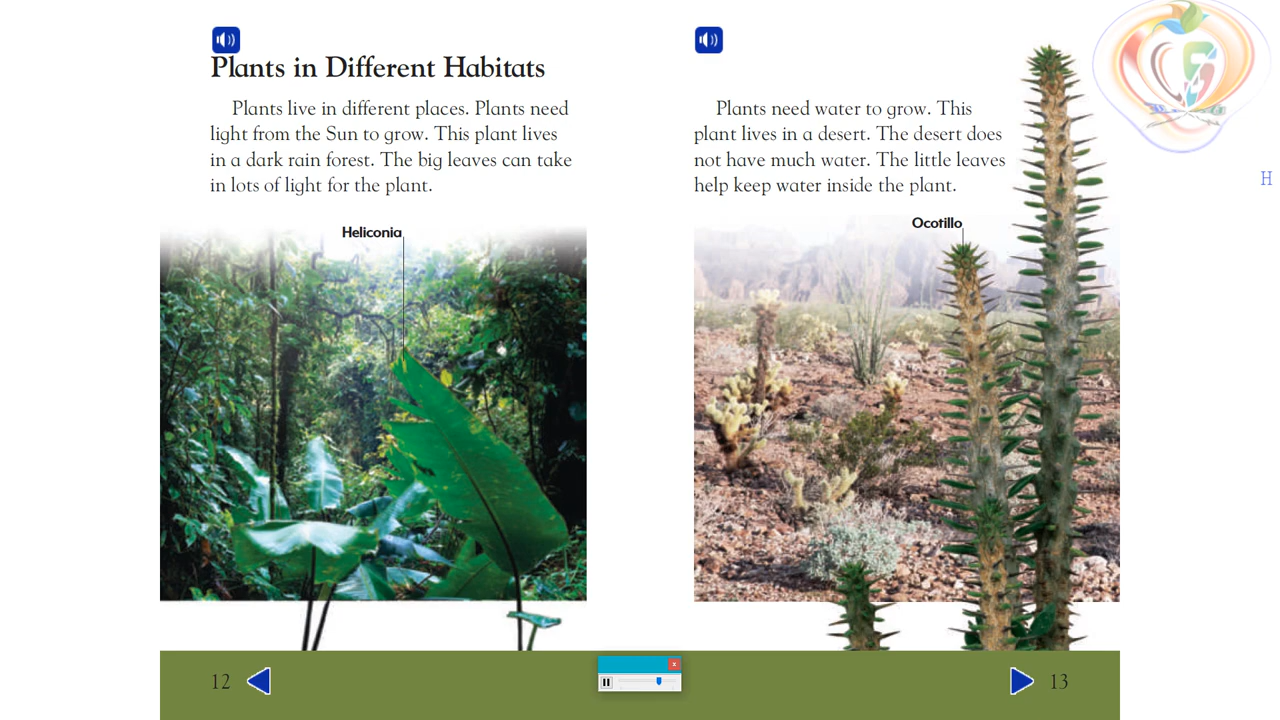 Plants in Different Habitats
Plants live in different places. Plants need
light from the Sun to grow. This plant lives
in a dark rain forest. The big leaves can take
in lots of light for the plant.
Heliconia
12
Plants need water to grow. This
plant lives in a desert. The desert does
not have much water. The little leaves
help keep water inside the plant.
Ocotillo
13
H